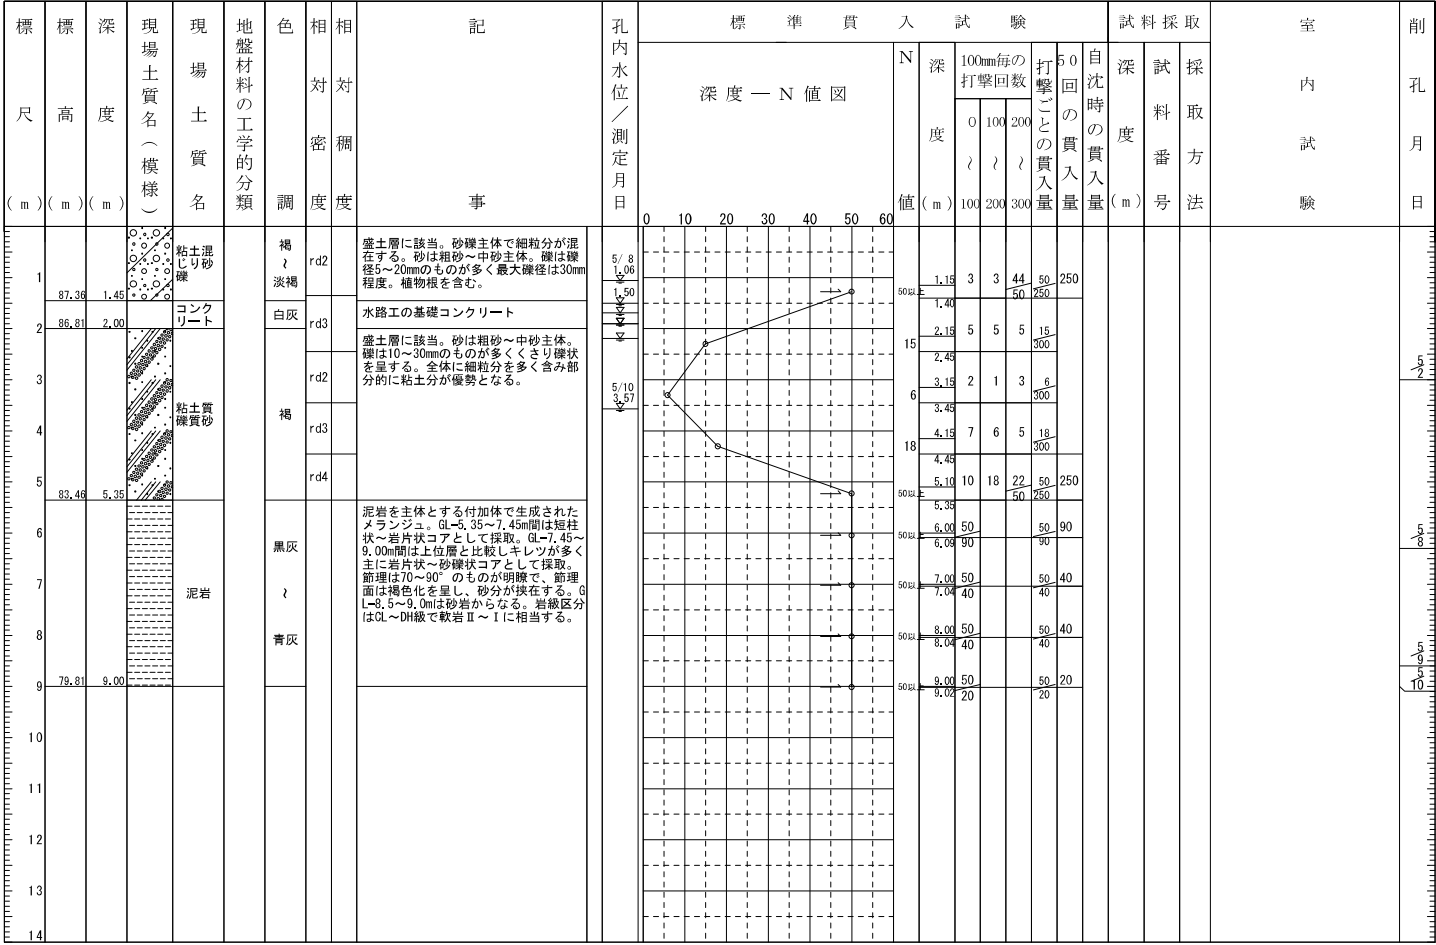 標尺(m)
標高(m)
深度(m)
現場土質名(模様)
現場土質名
地盤材料の工学的分類
色調
相対密度
相対稠度
記事
孔内水位/測定月日
標準貫入試験
深度―N値図
0 10 20 30 40 50 60
N値
深度(m)
100mm毎の
打撃回数
0~100
100~200
200~300
打撃ごとの貫入量
50回の貫入量
自沈時の貫入量
試料採取
深度(m)
試料番号
採取方法
室内試験
削孔月日
1
2
3
4
5
6
7
8
9
10
11
12
13
14
87.36 1.45
86.81 2.00
83.46 5.35
79.81 9.00
粘土混
じり砂
礫
コンク
リート
粘土質
礫質砂
泥岩
褐
~
淡褐
白灰
褐
黒灰
~
青灰
rd2
rd3
rd2
rd3
rd4
盛土層に該当。砂礫主体で細粒分が混
在する。砂は粗砂~中砂主体。礫は礫
径5~20mmのものが多く最大礫径は30mm
程度。植物根を含む。
水路工の基礎コンクリート
盛土層に該当。砂は粗砂~中砂主体。
礫は10~30mmのものが多くくさり礫状
を呈する。全体に細粒分を多く含み部
分的に粘土分が優勢となる。
泥岩を主体とする付加体で生成された
メランジュ。GL-5.35~7.45m間は短柱
状~岩片状コアとして採取。GL-7.45~
9.00m間は上位層と比較しキレツが多く
主に岩片状~砂礫状コアとして採取。
節理は70~90°のものが明瞭で、節理
面は褐色化を呈し、砂分が挟在する。G
L-8.5~9.0mは砂岩からなる。岩級区分
はCL~DH級で軟岩Ⅱ~Ⅰに相当する。
5/8
1.06
1.50
5/10
3.57
50以上 1.15 3 3 44 50 250
1.40 50 250
15 2.15 5 5 5 15
2.45 300
6 3.15 2 1 3 6
3.45 300
18 4.15 7 6 5 18
4.45 300
50以上 5.10 10 18 22 50 250
5.35 50 250
50以上 6.00 50 50 90
6.09 90 90
50以上 7.00 50 50 40
7.04 40 40
50以上 8.00 50 50 40
8.04 40 40
50以上 9.00 50 50 20
9.02 20 20
5/2
5/8
5/9
5/10